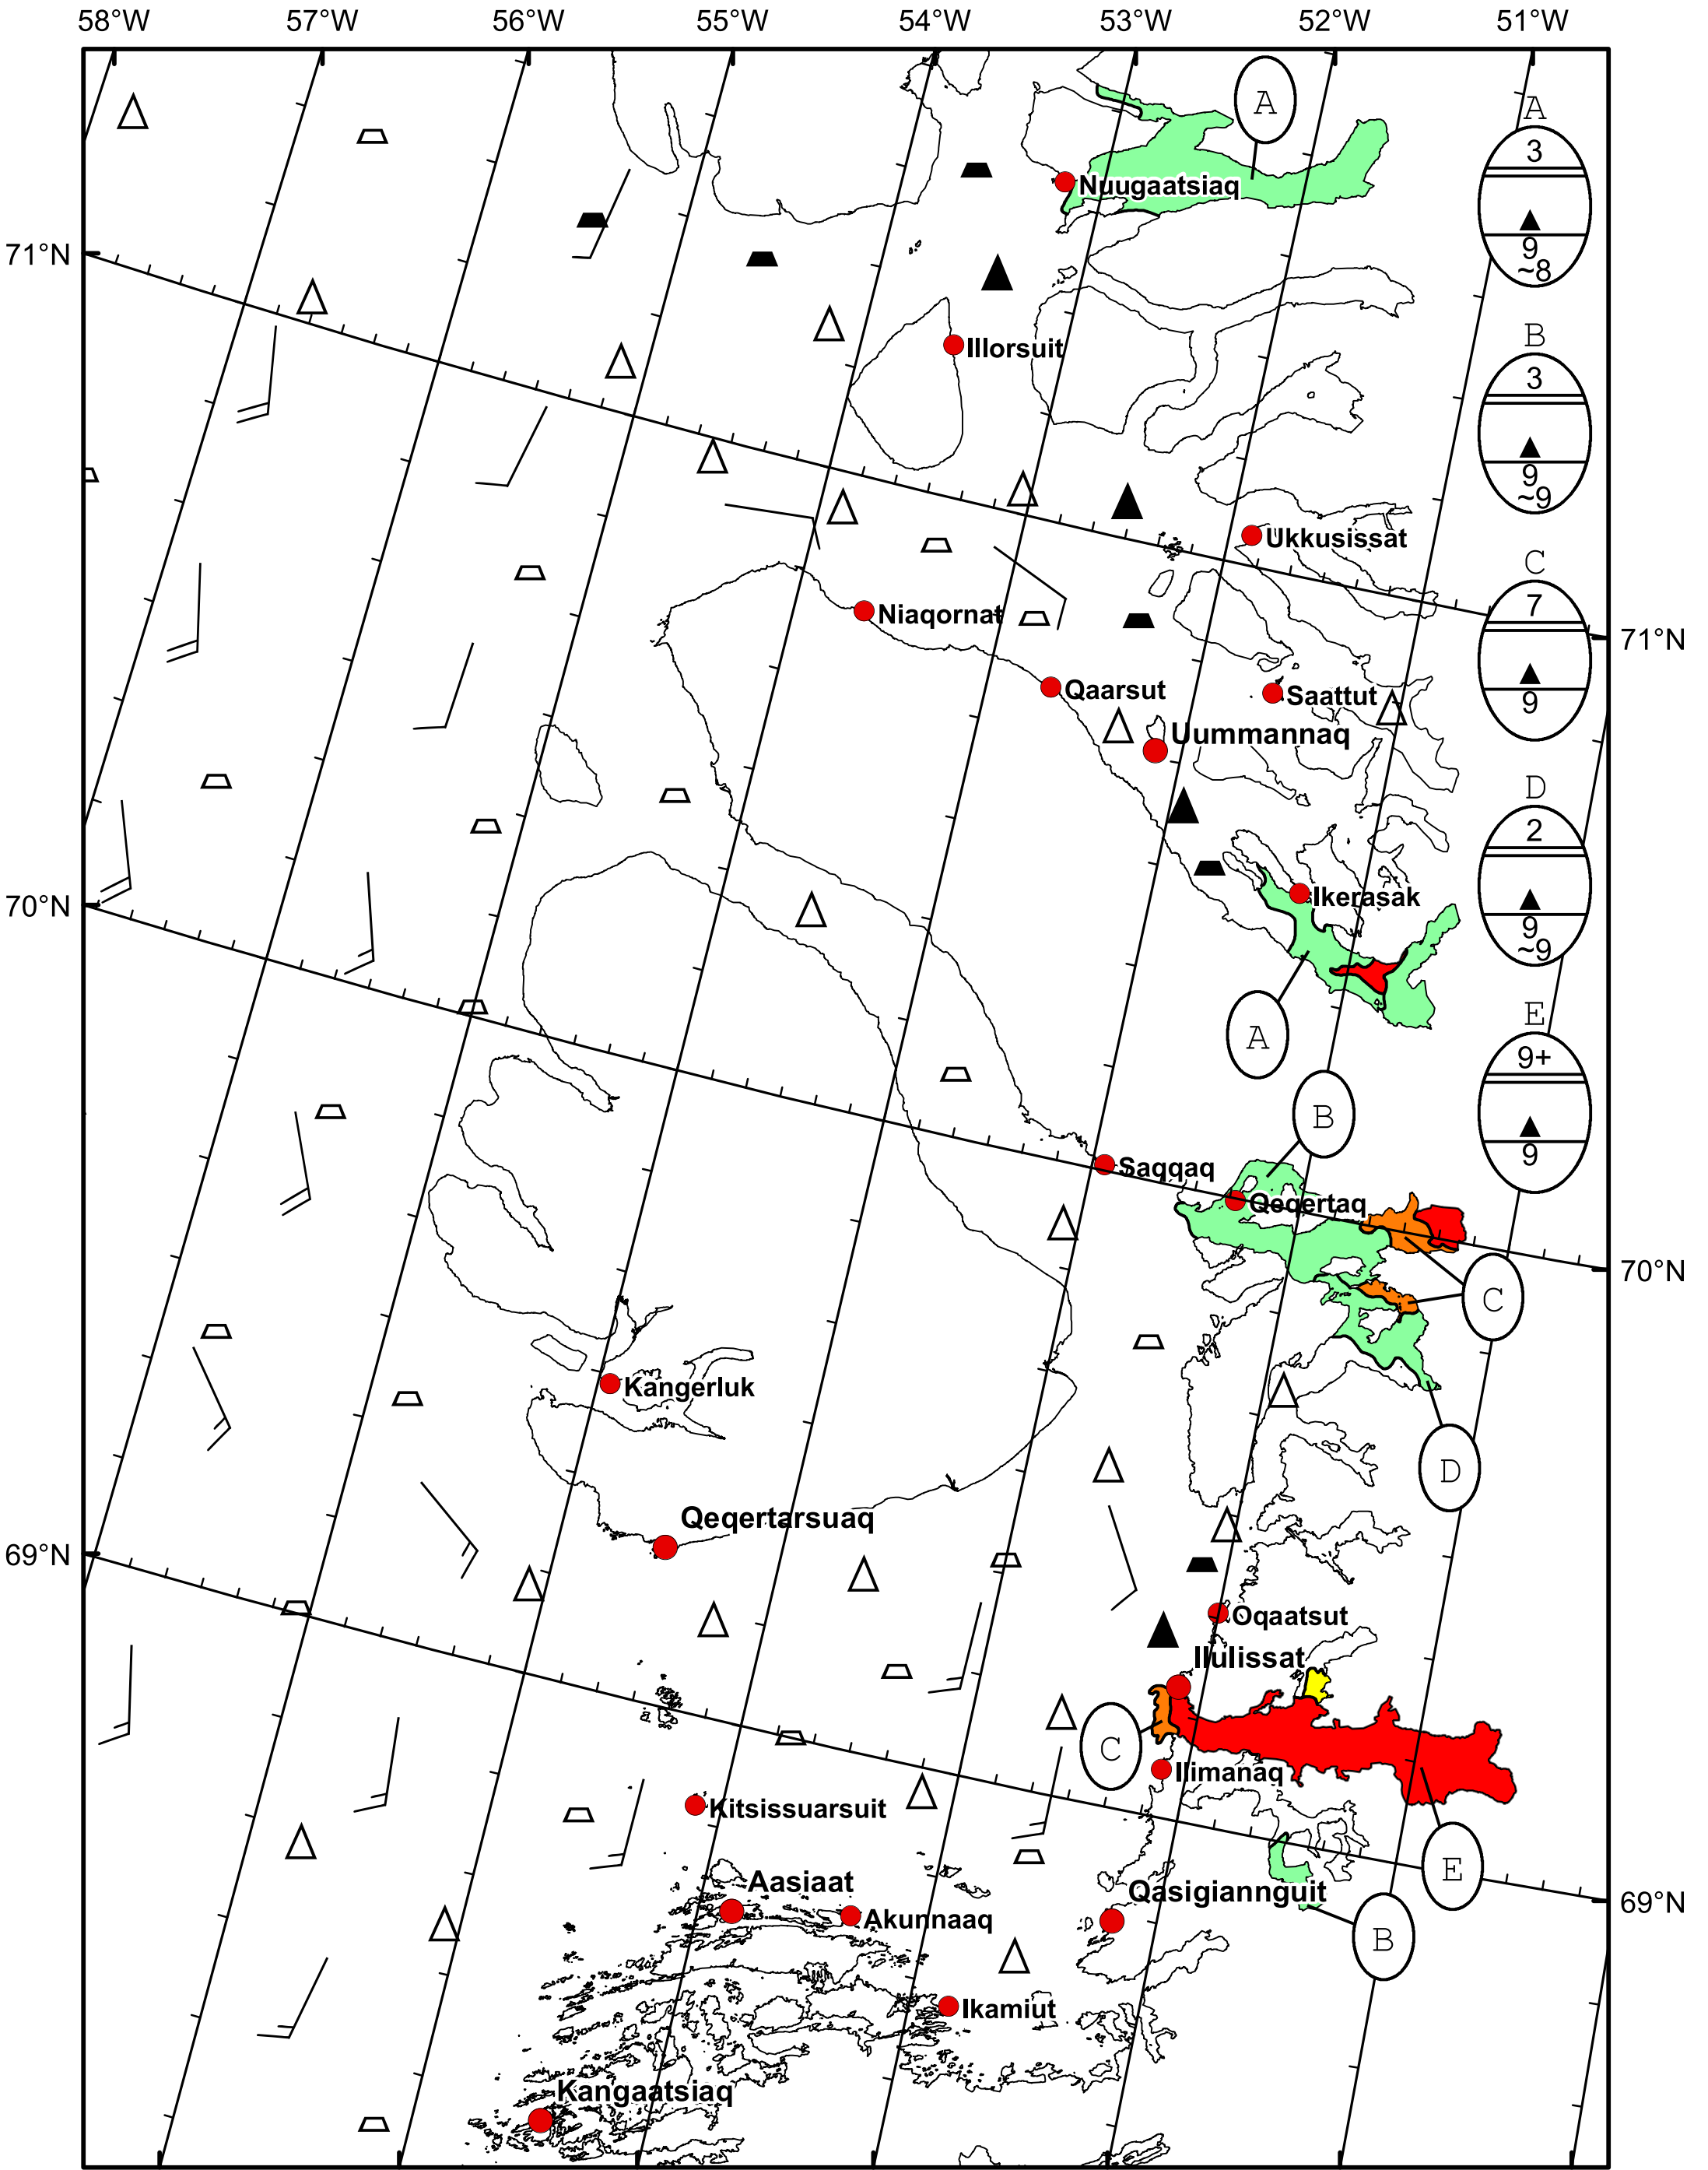 58°W 57°W 56°W 55°W 54°W 53°W 52°W 51°W
A
A
3
9
~8
Nuugaatsiaq
71°N
Illorsuit
B
3
9
~9
Ukkusissat
C
7
9
Niaqornat
71°N
Qaarsut
Saattut
Uummannaq
D
2
9
~9
Ikerasak
70°N
A
E
9+
9
B
Saqqaq
Qeqertaq
70°N
C
Kangerluk
D
Qeqertarsuaq
69°N
Oqaatsut
Ilulissat
C
Ilimanaq
Kitsissuarsuit
E
Aasiaat
Qasigiannguit
69°N
Akunnaaq
B
Ikamiut
Kangaatsiaq